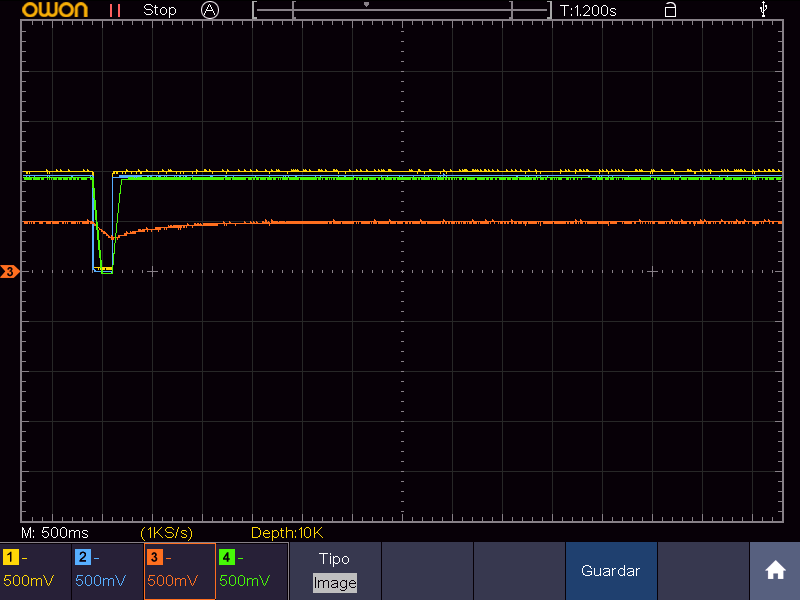 owon Stop A T:1.200s
3
M: 500ms (1KS/s) Depth:10K
1 - 2 - 3 - 4 - Tipo
500mV 500mV 500mV 500mV Image Guardar